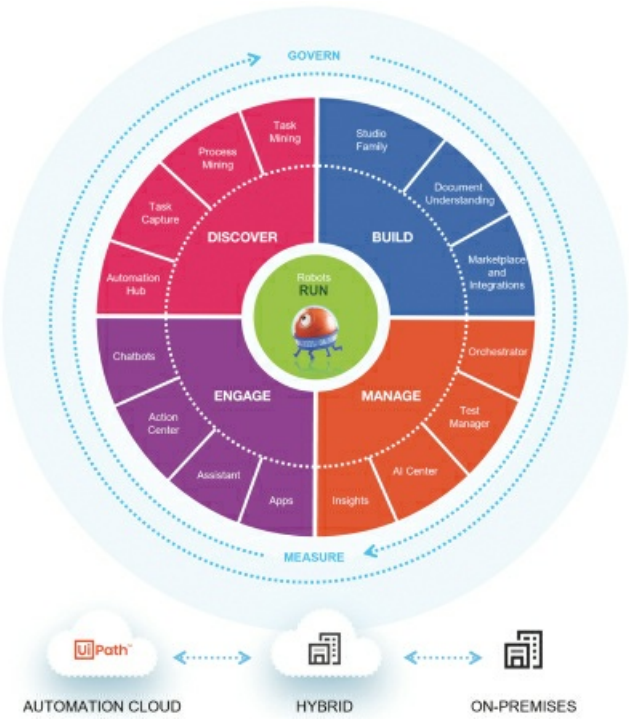 GOVERN
Task
Mining
Process
Mining
Task
Capture
Automation
Hub
DISCOVER
Studio
Family
Document
Understanding
Marketplace
and
Integrations
BUILD
Robots
RUN
Chatbots
Action
Center
Assistant
Apps
ENGAGE
MANAGE
Orchestrator
Test
Manager
AI Center
Insights
MEASURE
UiPath™
AUTOMATION CLOUD
HYBRID
ON-PREMISES